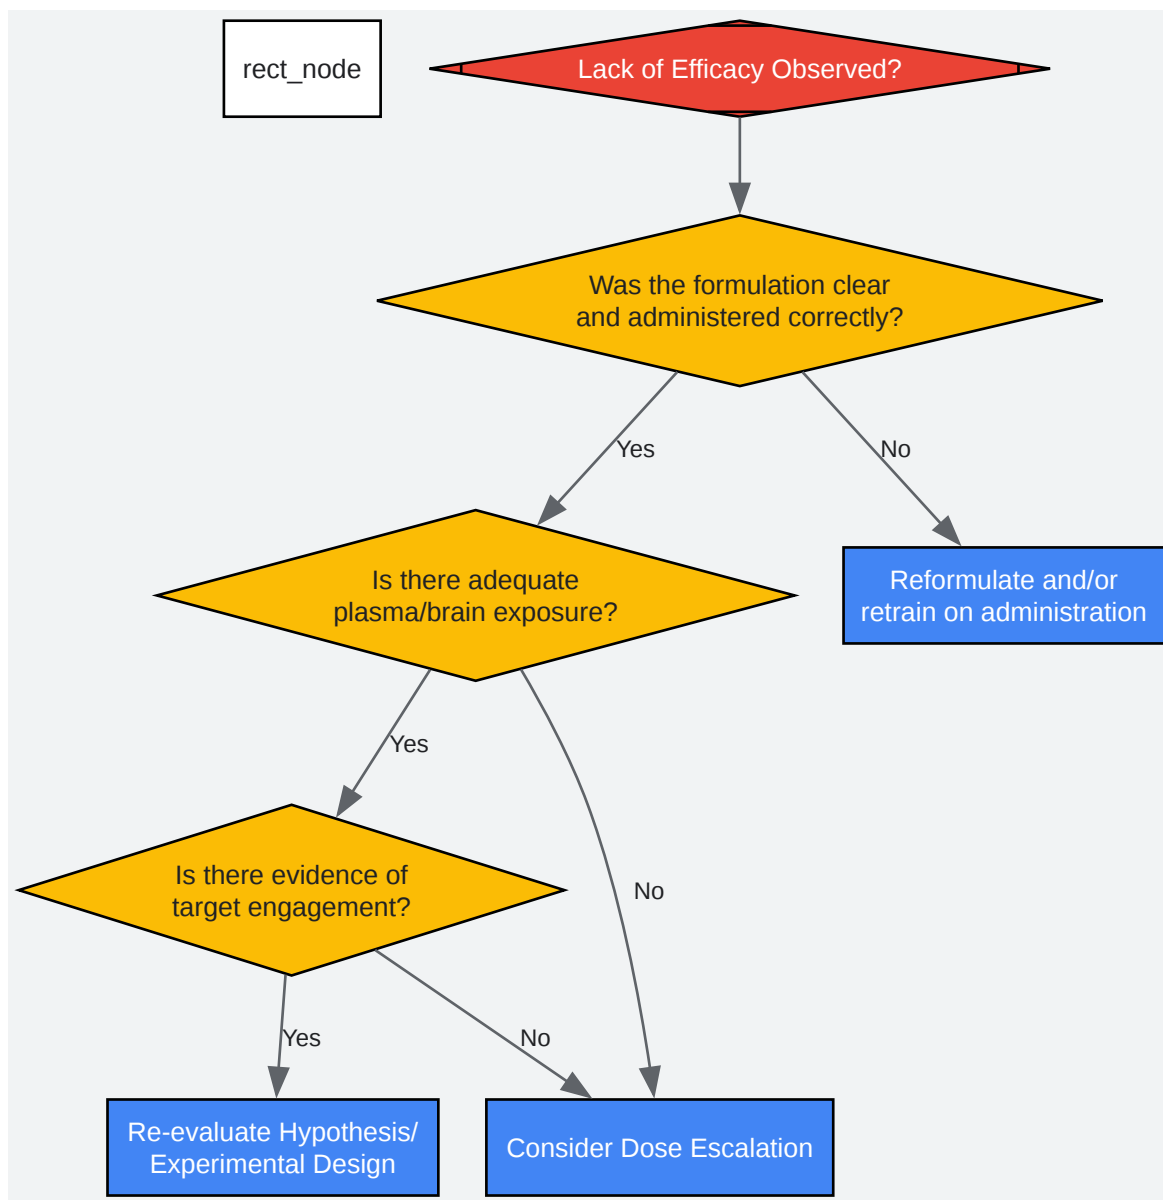 rect_node
Lack of Efficacy Observed?
Was the formulation clear
and administered correctly?
Yes
No
Is there adequate
plasma/brain exposure?
Reformulate and/or
retrain on administration
Yes
Is there evidence of
target engagement?
No
Yes
No
Re-evaluate Hypothesis/
Experimental Design
Consider Dose Escalation